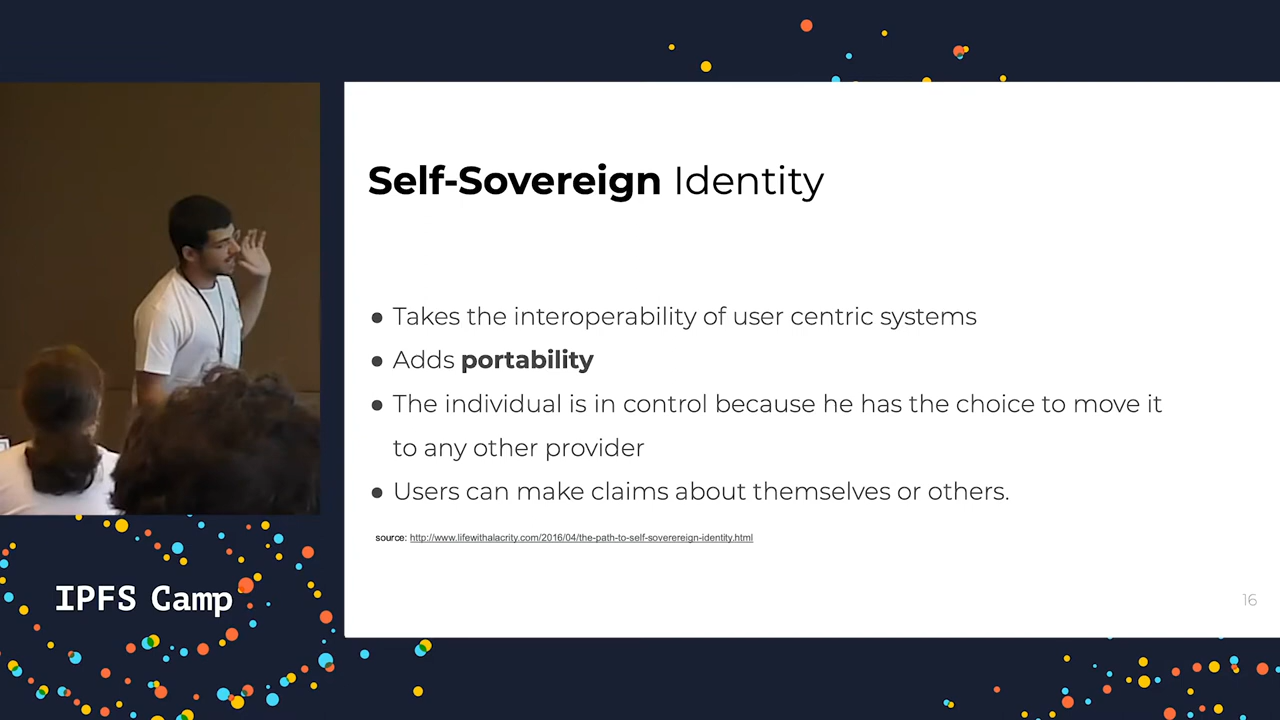 Self-Sovereign Identity
● Takes the interoperability of user centric systems
● Adds portability
● The individual is in control because he has the choice to move it
to any other provider
● Users can make claims about themselves or others.
source: http://www.lifewithalacrity.com/2016/04/the-path-to-self-soverereign-identity.html
16
IPFS Camp